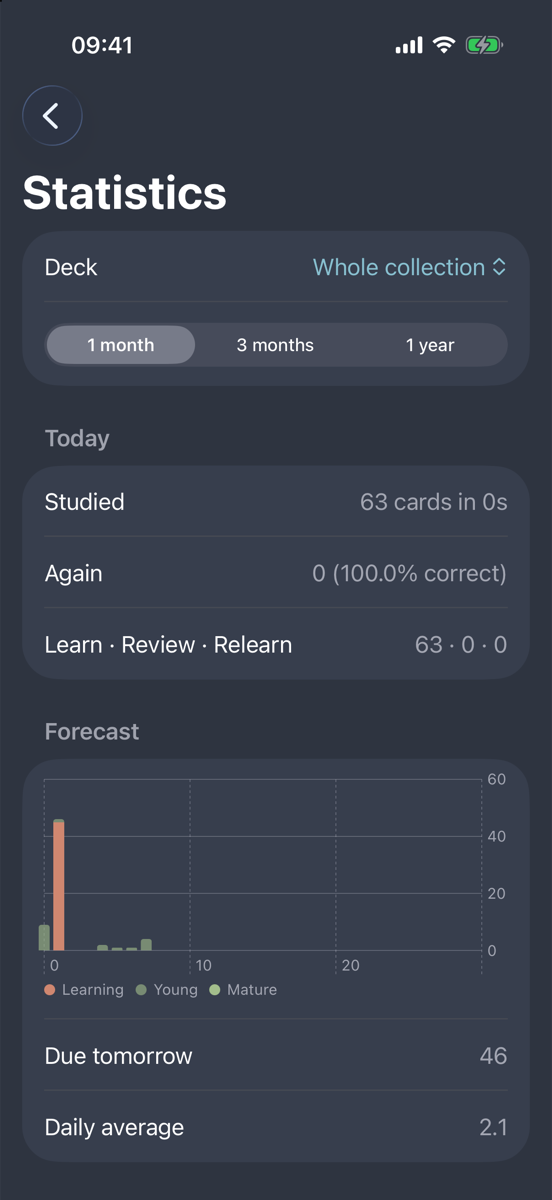 09:41
Statistics
Deck Whole collection
1 month 3 months 1 year
Today
Studied 63 cards in 0s
Again 0 (100.0% correct)
Learn · Review · Relearn 63 · 0 · 0
Forecast
60
40
20
0
0 10 20
Learning Young Mature
Due tomorrow 46
Daily average 2.1